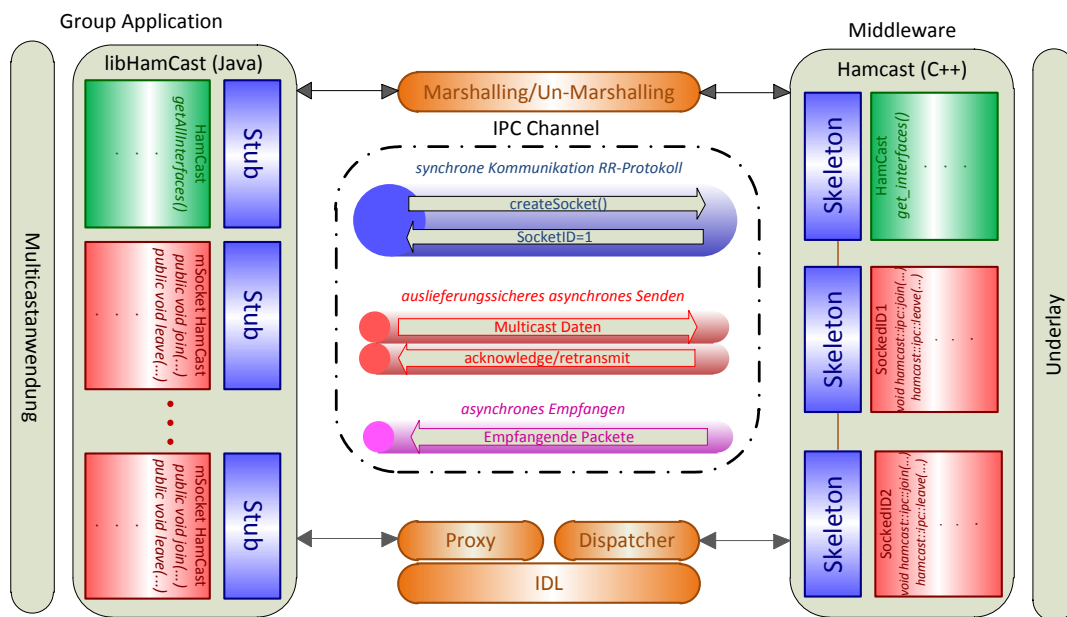 Group Application
Multicastanwendung
libHamCast (Java)
HamCast
getAllInterfaces()
. . .
Stub
mSocket HamCast
public void join(...)
public void leave(...)
. . .
Stub
mSocket HamCast
public void join(...)
public void leave(...)
. . .
Stub
Marshalling/Un-Marshalling
IPC Channel
synchrone Kommunikation RR-Protokoll
createSocket()
SocketID=1
auslieferungssicheres asynchrones Senden
Multicast Daten
acknowledge/retransmit
asynchrones Empfangen
Empfangende Packete
Proxy
Dispatcher
IDL
Middleware
Hamcast (C++)
Skeleton
HamCast
get_interfaces()
. . .
Skeleton
SockedID1
void hamcast::ipc::join(...)
hamcast::ipc::leave(...)
. . .
Skeleton
SockedID2
void hamcast::ipc::join(...)
hamcast::ipc::leave(...)
. . .
Underlay